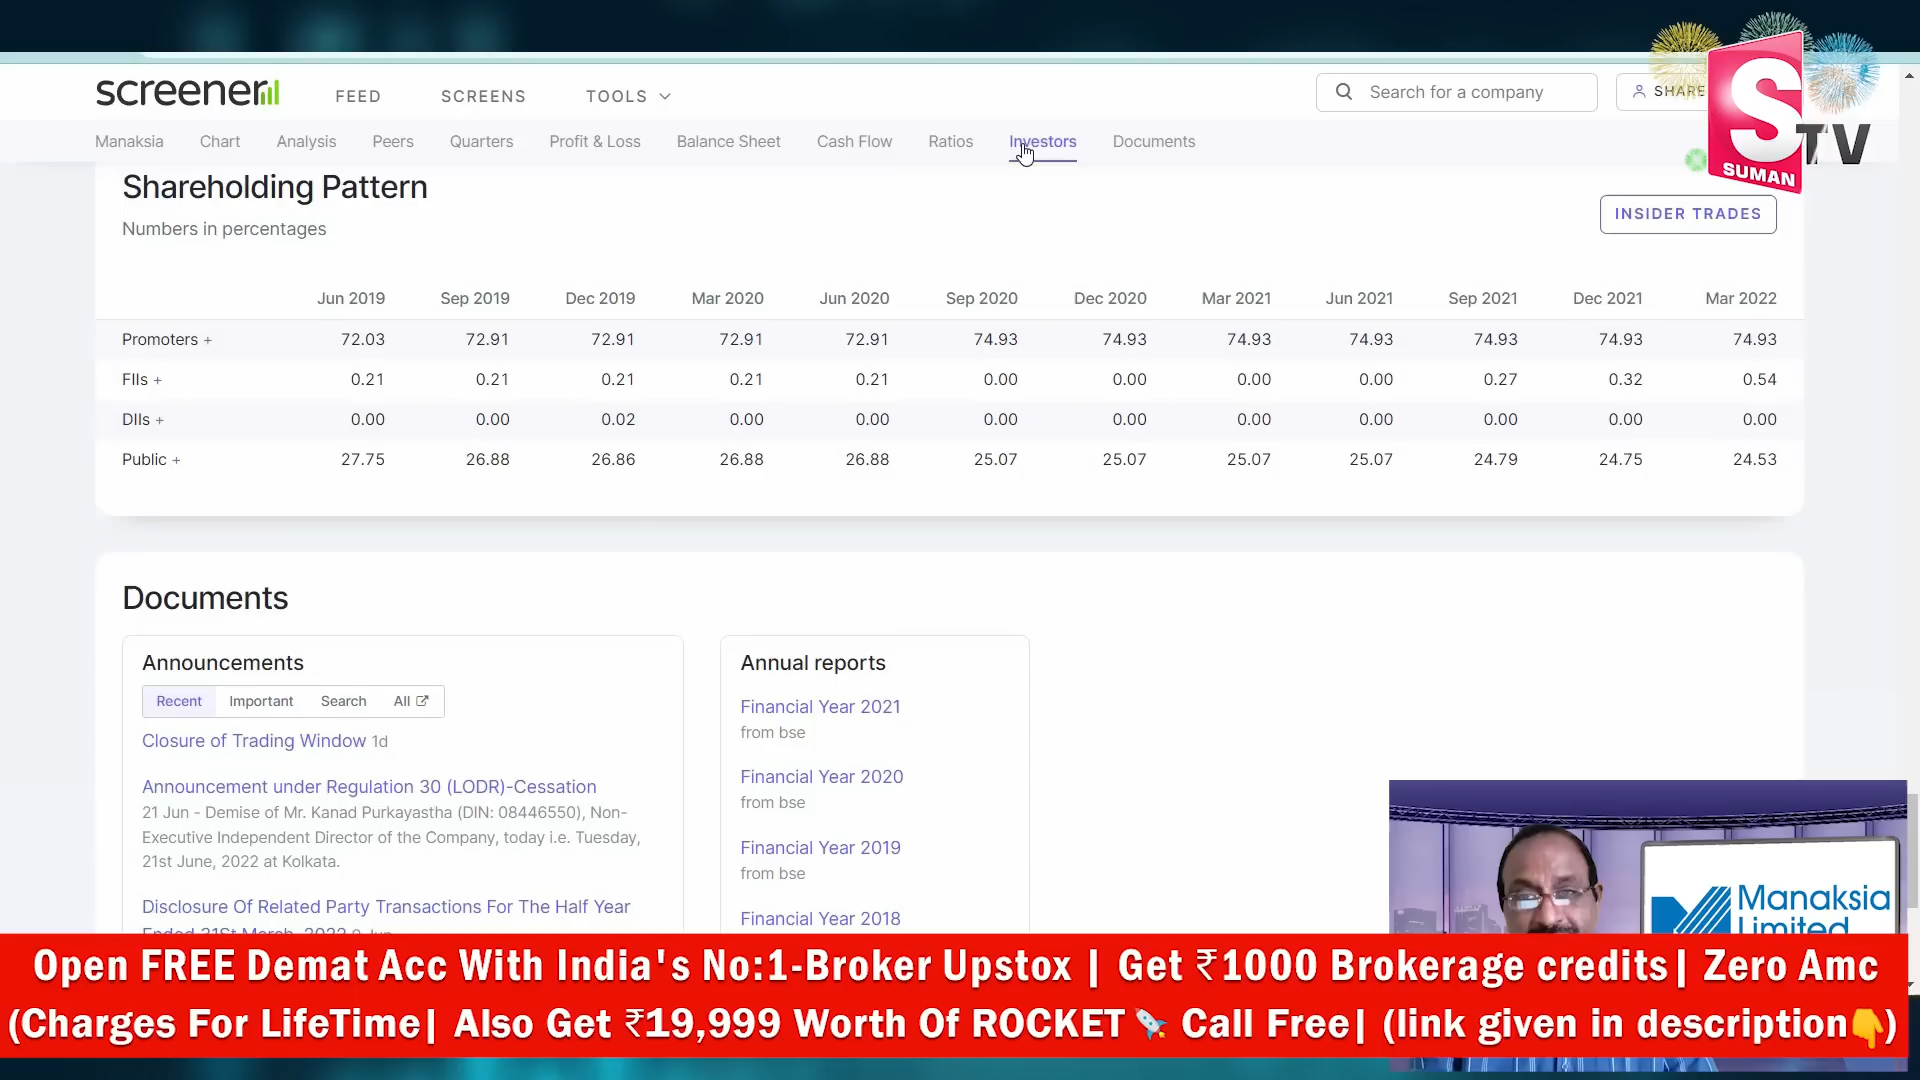 screener
FEED SCREENS TOOLS
Search for a company
SHARE
S
TV
SUMAN
Manaksia Chart Analysis Peers Quarters Profit & Loss Balance Sheet Cash Flow Ratios Investors Documents
Shareholding Pattern
Numbers in percentages
INSIDER TRADES
Jun 2019 Sep 2019 Dec 2019 Mar 2020 Jun 2020 Sep 2020 Dec 2020 Mar 2021 Jun 2021 Sep 2021 Dec 2021 Mar 2022
Promoters + 72.03 72.91 72.91 72.91 72.91 74.93 74.93 74.93 74.93 74.93 74.93 74.93
FIIs + 0.21 0.21 0.21 0.21 0.21 0.00 0.00 0.00 0.00 0.27 0.32 0.54
DIIs + 0.00 0.00 0.02 0.00 0.00 0.00 0.00 0.00 0.00 0.00 0.00 0.00
Public + 27.75 26.88 26.86 26.88 26.88 25.07 25.07 25.07 25.07 24.79 24.75 24.53
Documents
Announcements
Recent Important Search All
Closure of Trading Window 1d
Announcement under Regulation 30 (LODR)-Cessation
21 Jun - Demise of Mr. Kanad Purkayastha (DIN: 08446550), Non-
Executive Independent Director of the Company, today i.e. Tuesday,
21st June, 2022 at Kolkata.
Disclosure Of Related Party Transactions For The Half Year
Ended 31St March, 2022 9 Jun
Annual reports
Financial Year 2021
from bse
Financial Year 2020
from bse
Financial Year 2019
from bse
Financial Year 2018
Manaksia
Limited
Open FREE Demat Acc With India's No:1-Broker Upstox | Get ₹1000 Brokerage credits| Zero Amc
(Charges For LifeTime| Also Get ₹19,999 Worth Of ROCKET🚀 Call Free| (link given in description👇)